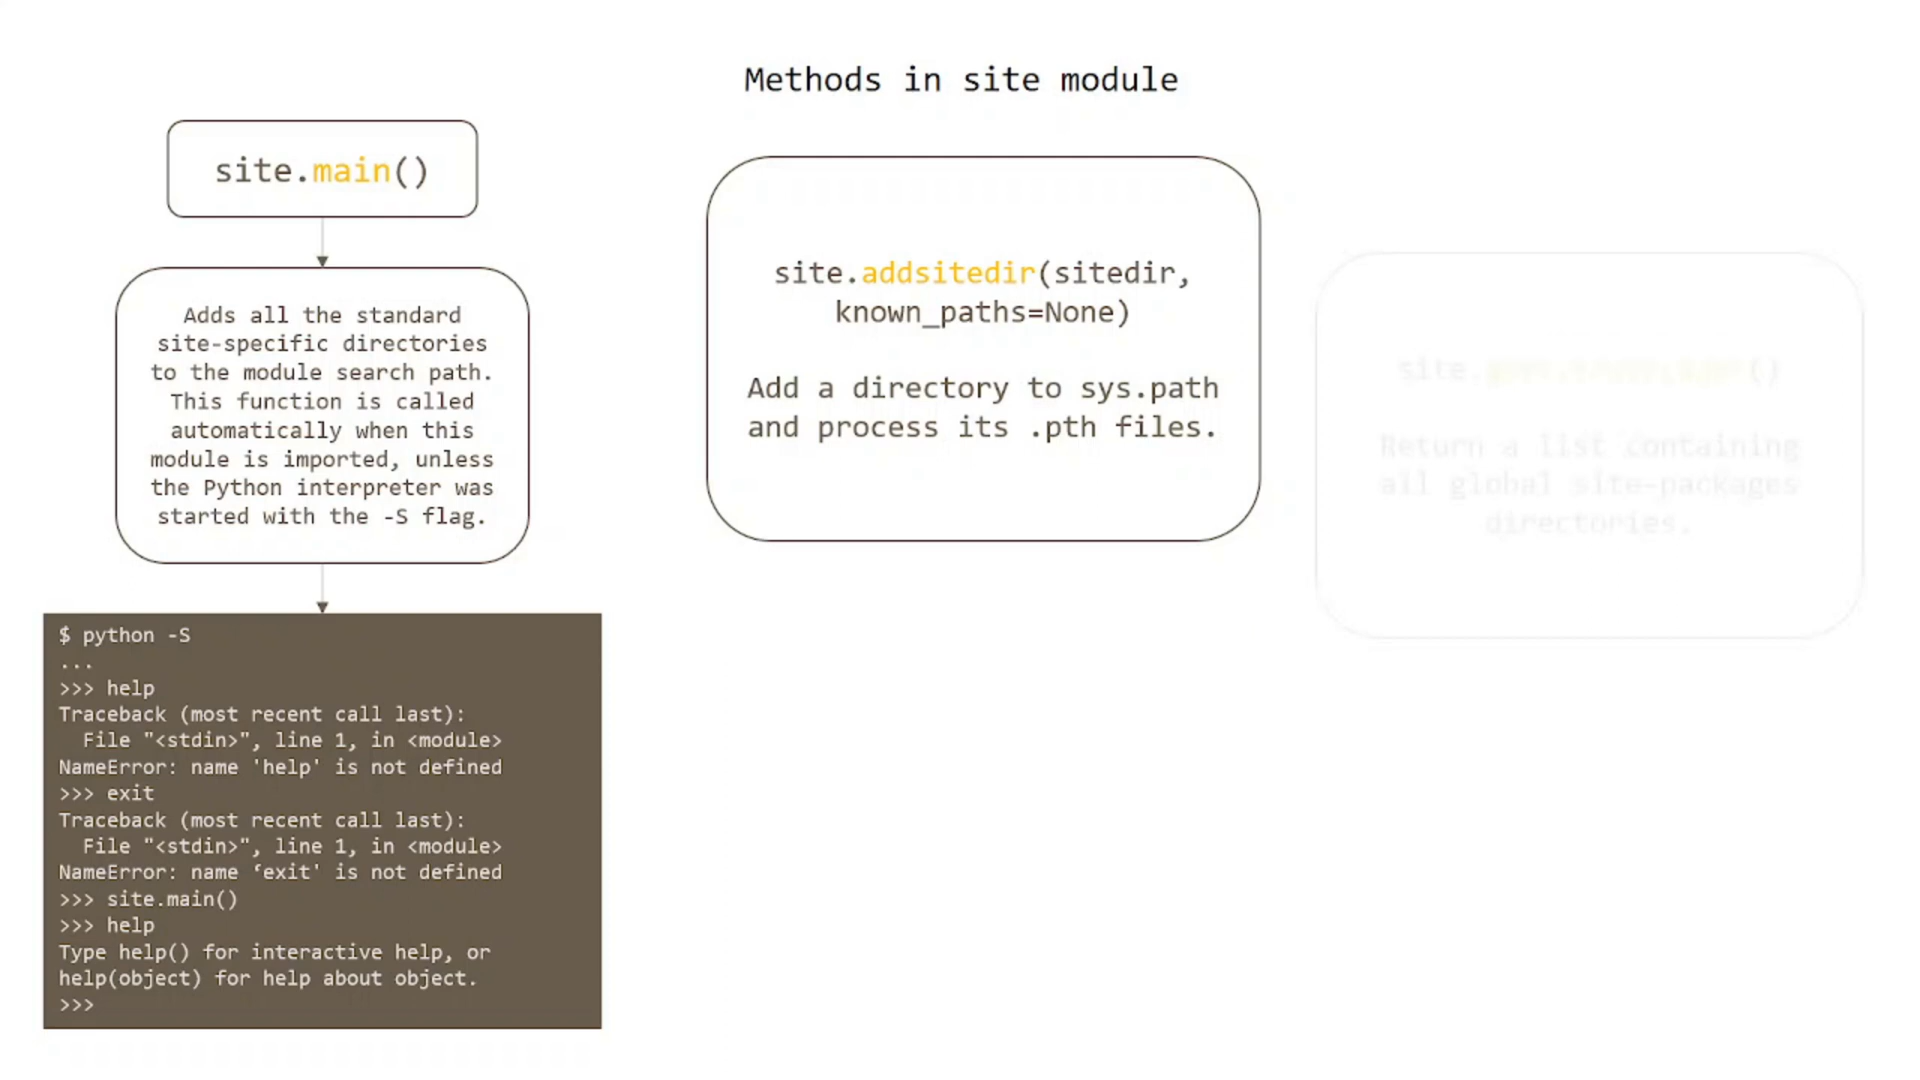 Methods in site module
site.main()
Adds all the standard
site-specific directories
to the module search path.
This function is called
automatically when this
module is imported, unless
the Python interpreter was
started with the -S flag.
$ python -S
...
>>> help
Traceback (most recent call last):
  File "<stdin>", line 1, in <module>
NameError: name 'help' is not defined
>>> exit
Traceback (most recent call last):
  File "<stdin>", line 1, in <module>
NameError: name ‘exit' is not defined
>>> site.main()
>>> help
Type help() for interactive help, or
help(object) for help about object.
>>>
site.addsitedir(sitedir,
known_paths=None)
Add a directory to sys.path
and process its .pth files.
Return a list containing
all global site-packages
directories.